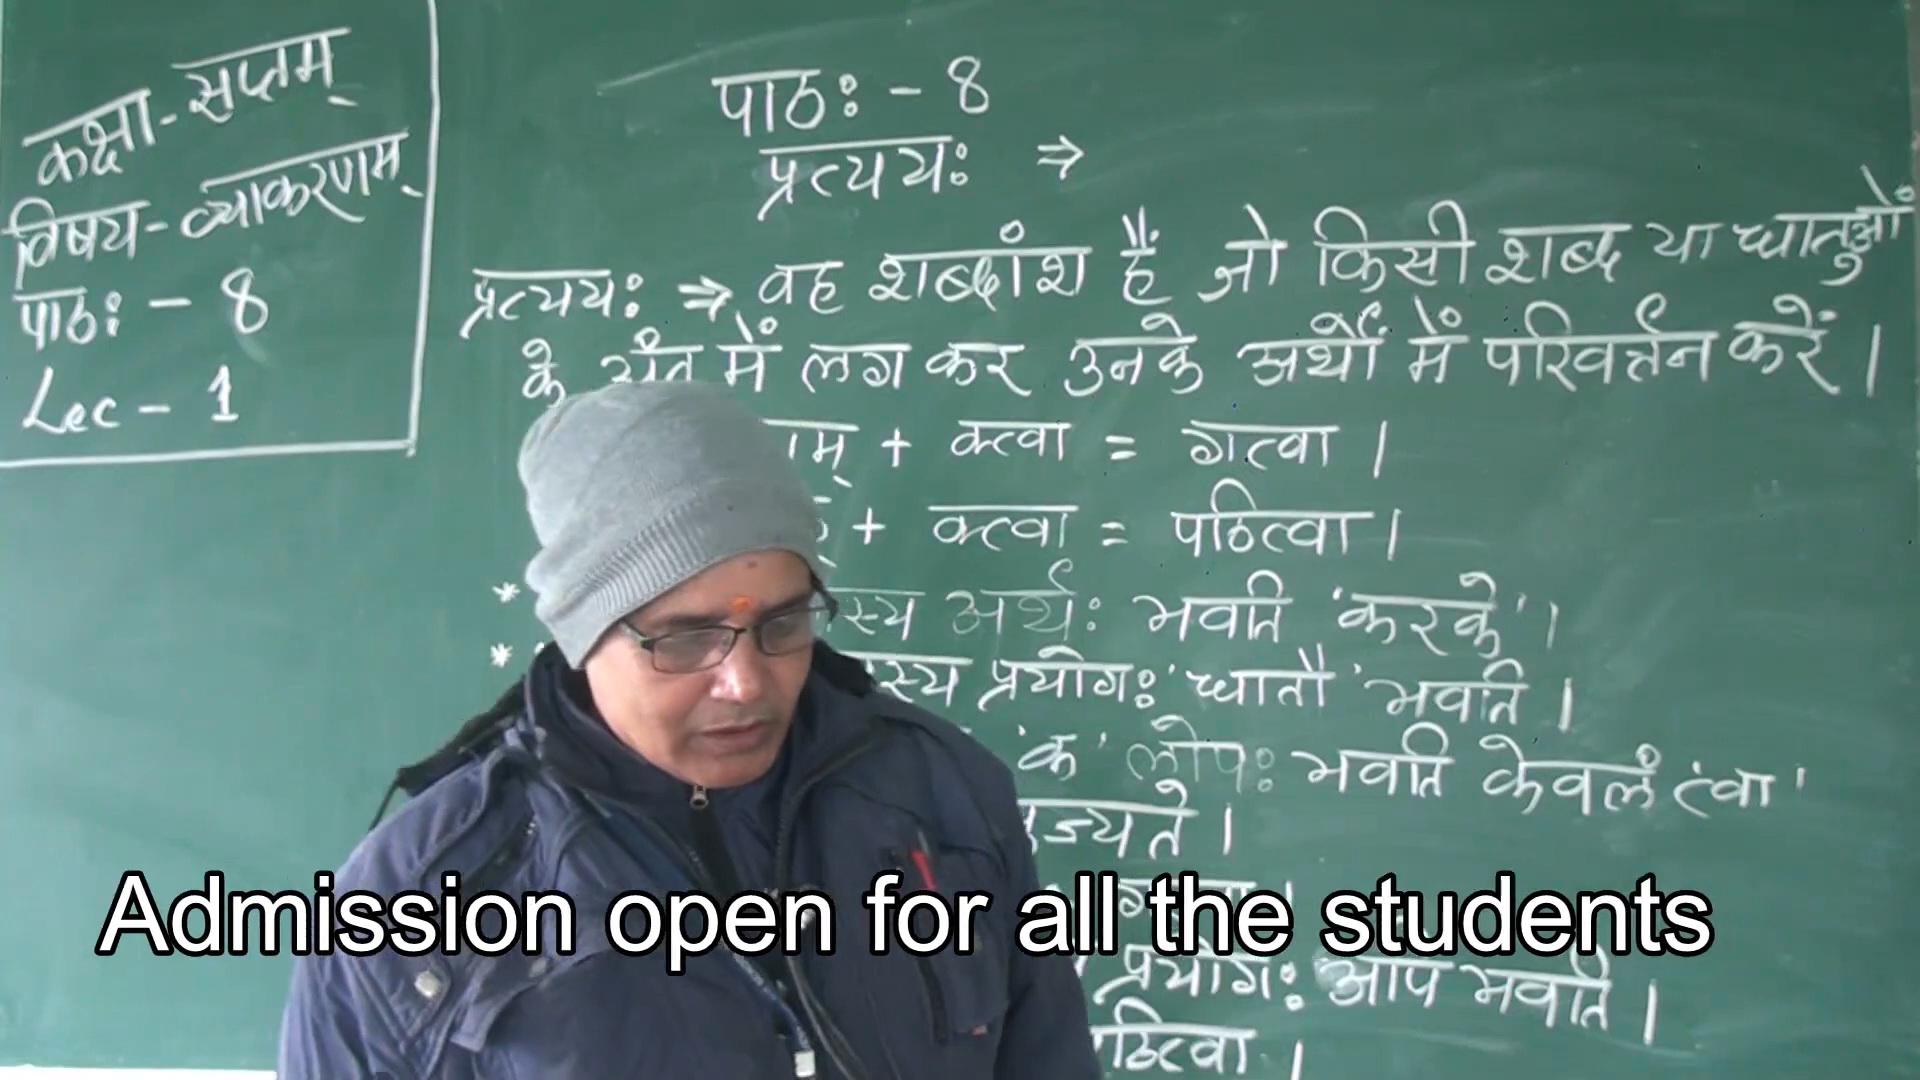 कक्षा - सप्तम्
विषय - व्याकरणम्
पाठः - 8
Lec - 1
पाठः - 8
प्रत्ययः ⇒
प्रत्ययः ⇒ वह शब्दांश है जो किसी शब्द या धातुओं
के अंत में लग कर उनके अर्थों में परिवर्त्तन करें ।
+ क्त्वा = गत्वा ।
+ क्त्वा = पठित्वा ।
* अर्थः भवति 'करके' ।
* प्रयोगः 'धातौ' भवति ।
'क' लोपः भवति केवलं 'त्वा'
प्रयोगः आप भवति ।
Admission open for all the students